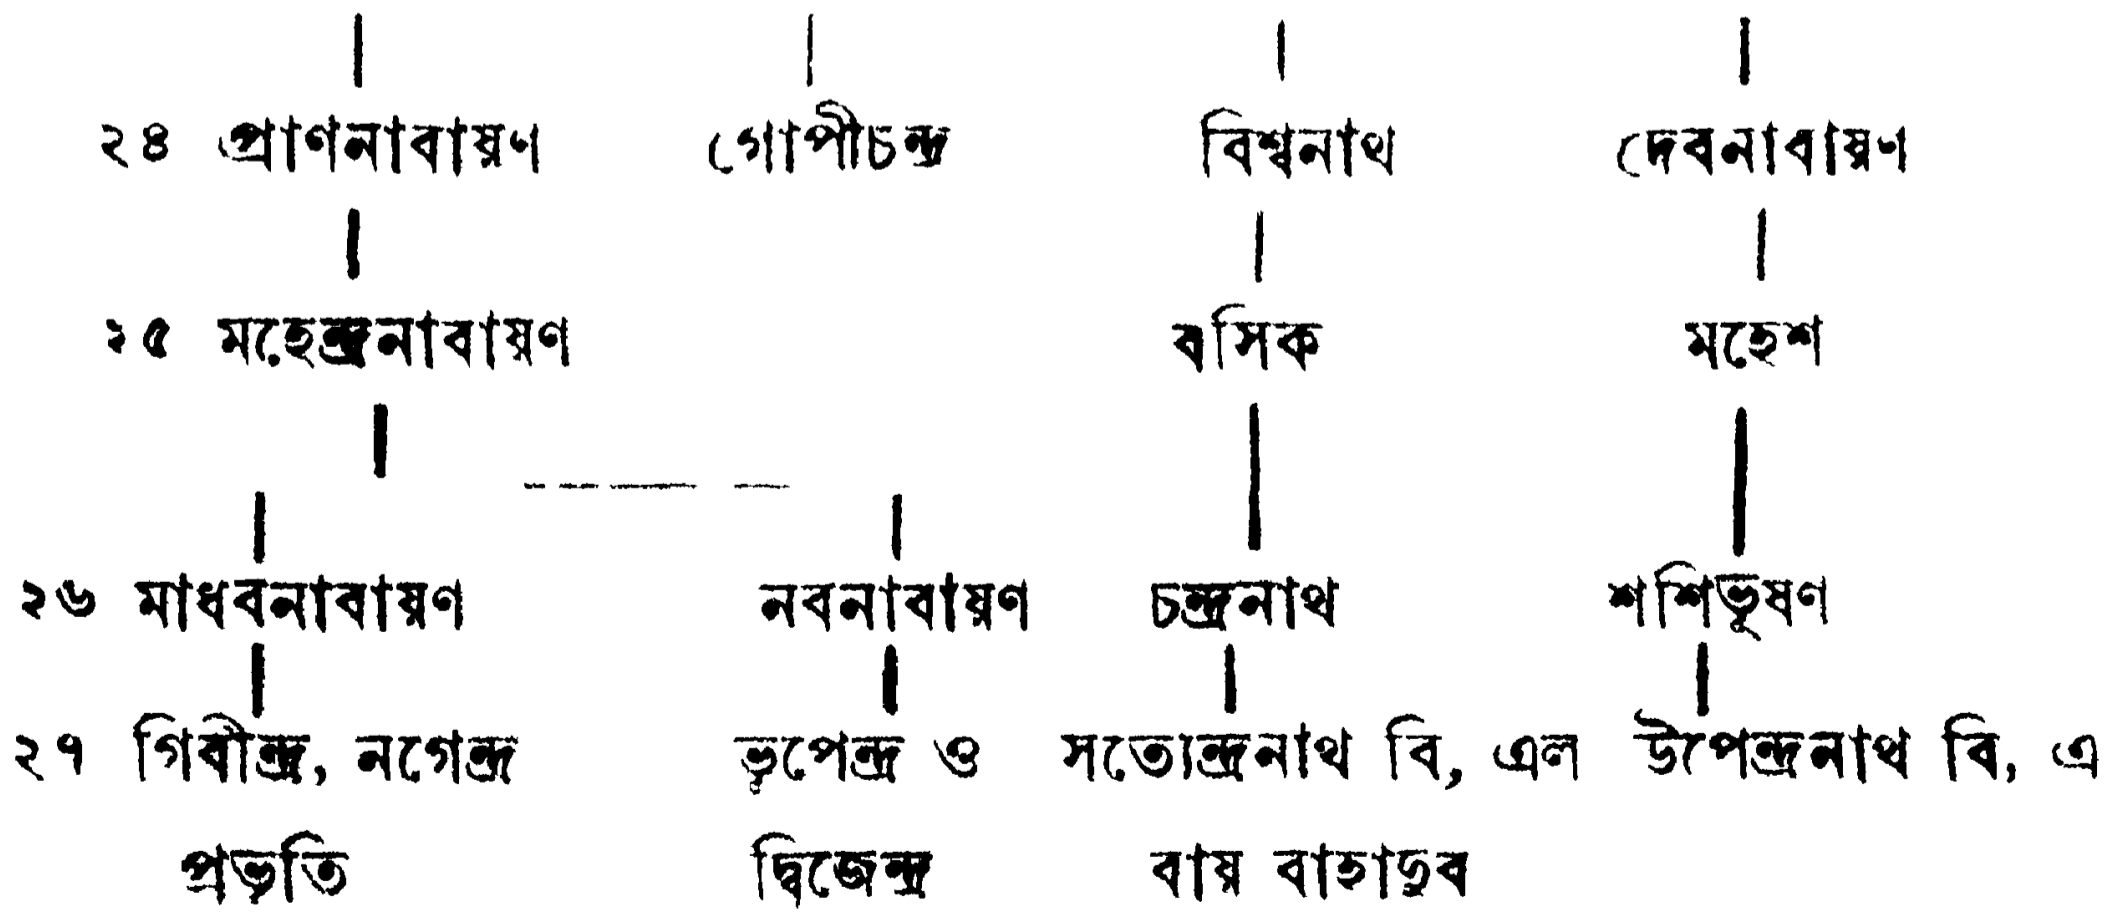 ২৪ প্রাণনাবায়ণ গোপীচন্দ্র বিশ্বনাথ দেবনাবায়ণ
২৫ মহেন্দ্রনাবায়ণ বসিক মহেশ
২৬ মাধবনাবায়ণ নবনাবায়ণ চন্দ্রনাথ শশিভূষণ
২৭ গিবীন্দ্র, নগেন্দ্র ভূপেন্দ্র ও সত্যেন্দ্রনাথ বি, এল উপেন্দ্রনাথ বি, এ
প্রভৃতি দ্বিজেন্দ্র বায় বাহাদুব